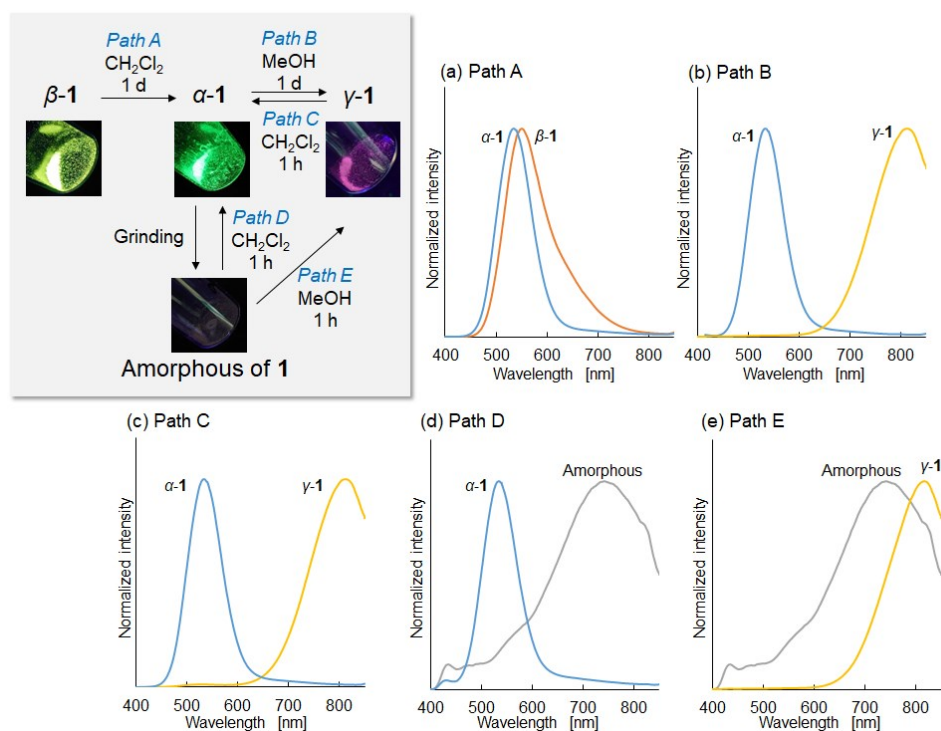 Path A
CH₂Cl₂
1 d
Path B
MeOH
1 d
β-1
α-1
γ-1
Path C
CH₂Cl₂
1 h
Grinding
Path D
CH₂Cl₂
1 h
Path E
MeOH
1 h
Amorphous of 1
(a) Path A
Normalized intensity
α-1
β-1
400 500 600 700 800
Wavelength [nm]
(b) Path B
Normalized intensity
α-1
γ-1
400 500 600 700 800
Wavelength [nm]
(c) Path C
Normalized intensity
α-1
γ-1
400 500 600 700 800
Wavelength [nm]
(d) Path D
Normalized intensity
α-1
Amorphous
400 500 600 700 800
Wavelength [nm]
(e) Path E
Normalized intensity
Amorphous
γ-1
400 500 600 700 800
Wavelength [nm]